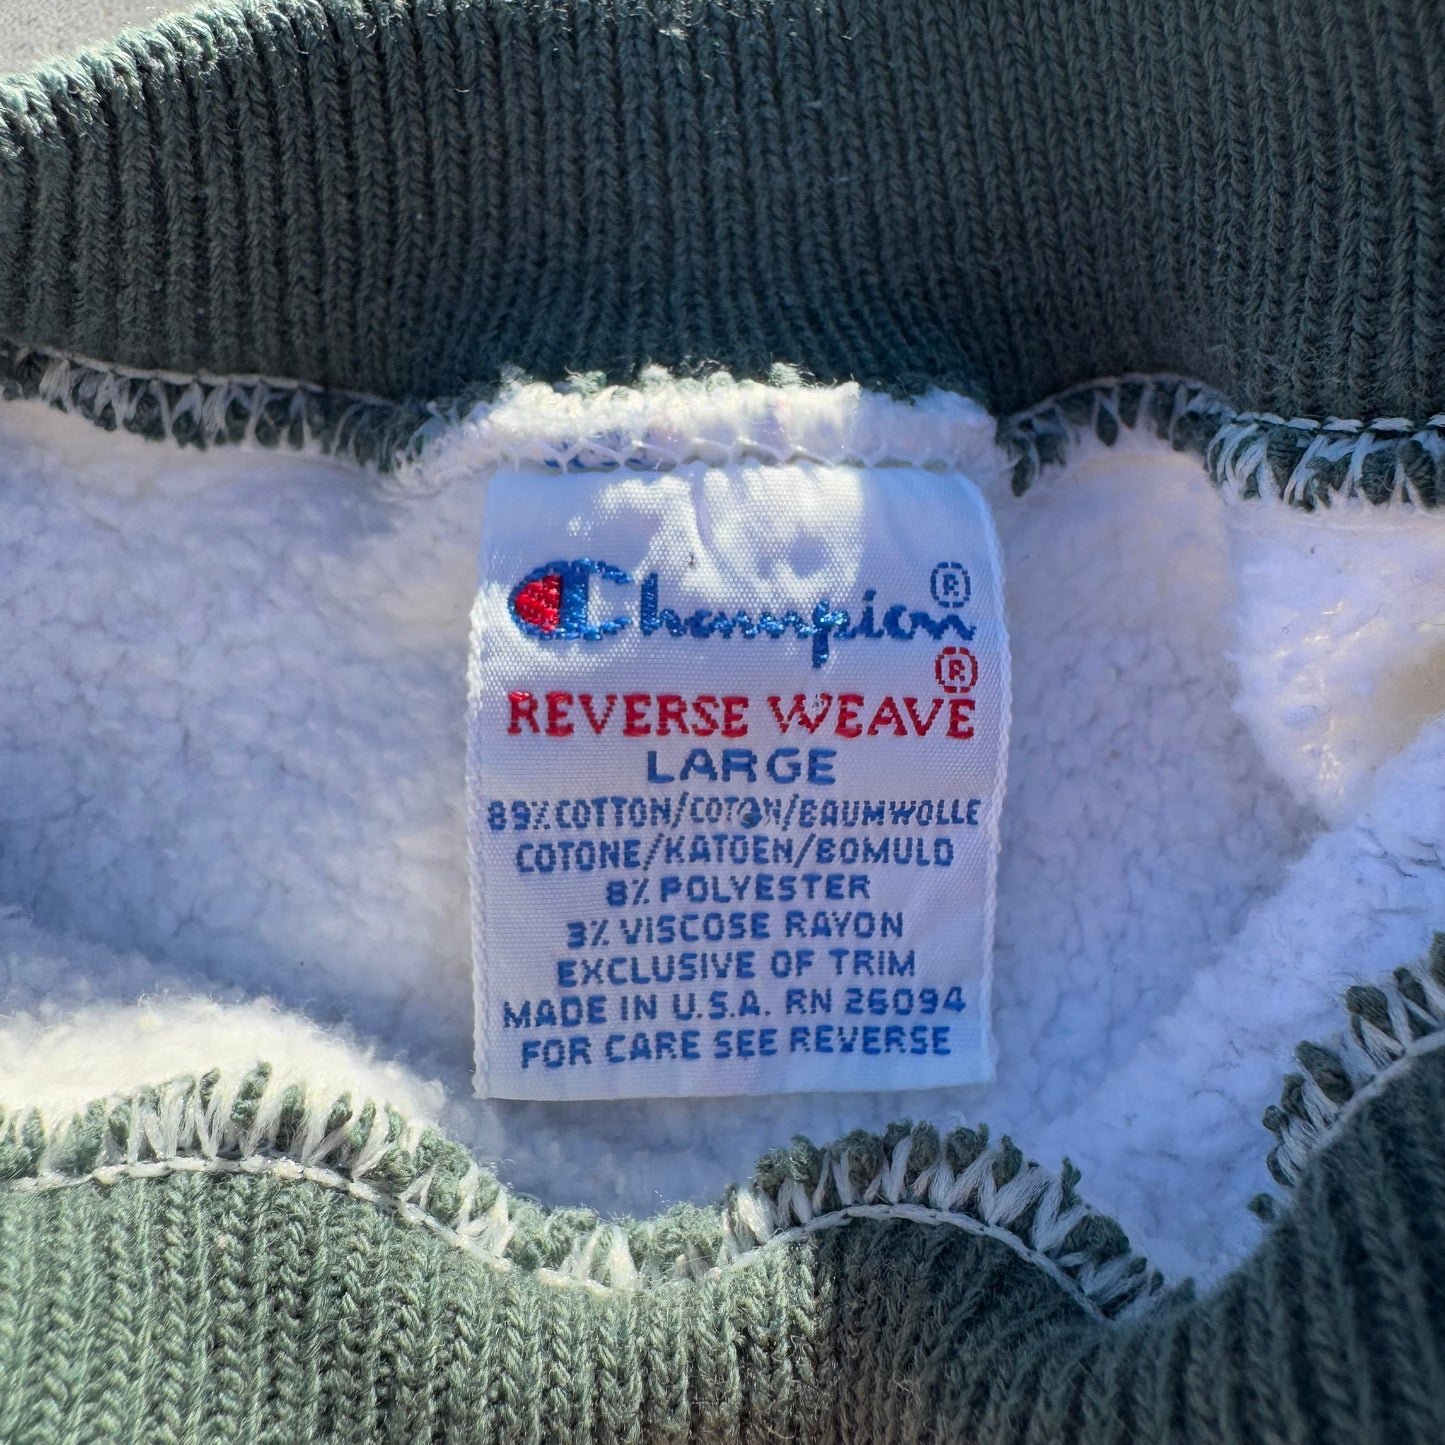 Champion®
REVERSE WEAVE®
LARGE
89% COTTON/COTON/BAUMWOLLE
COTONE/KATOEN/BOMULD
8% POLYESTER
3% VISCOSE RAYON
EXCLUSIVE OF TRIM
MADE IN U.S.A. RN 26094
FOR CARE SEE REVERSE